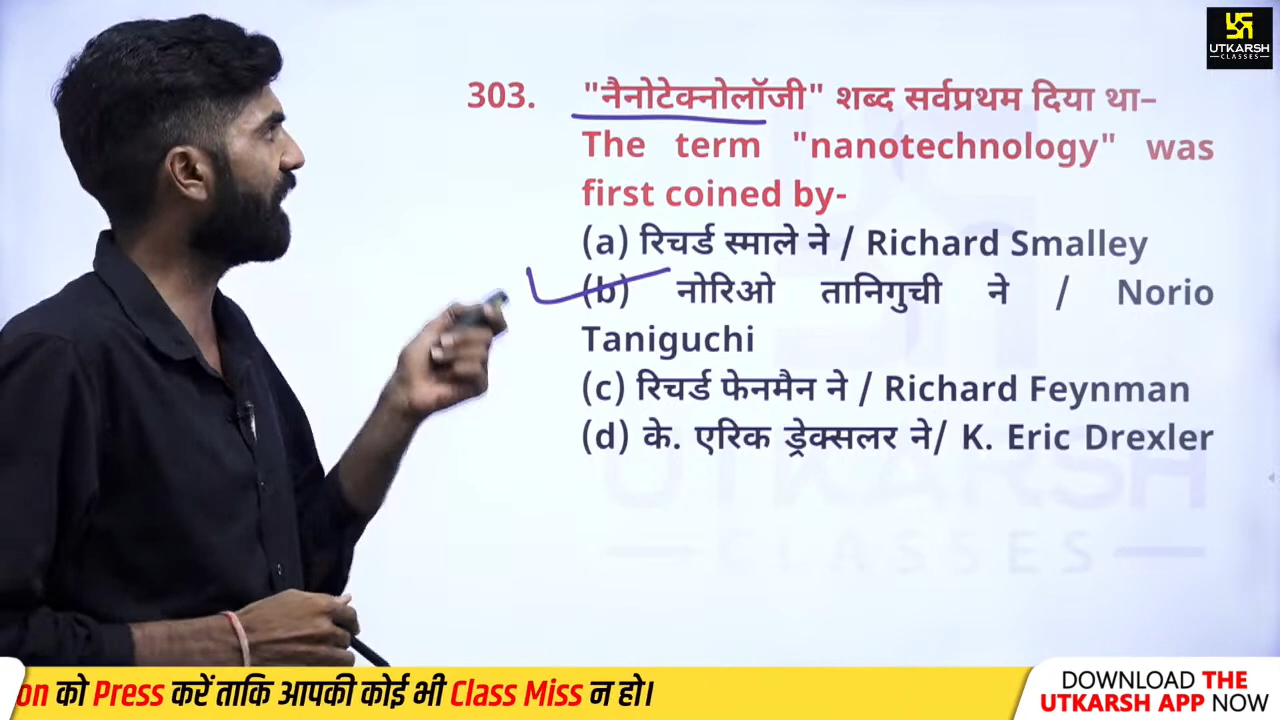 UTKARSH
CLASSES
303. "नैनोटेक्नोलॉजी" शब्द सर्वप्रथम दिया था–
The term "nanotechnology" was
first coined by-
(a) रिचर्ड स्माले ने / Richard Smalley
(b) नोरिओ तानिगुची ने / Norio
Taniguchi
(c) रिचर्ड फेनमैन ने / Richard Feynman
(d) के. एरिक ड्रेक्सलर ने/ K. Eric Drexler
UTKARSH
CLASSES
on को Press करें ताकि आपकी कोई भी Class Miss न हो।
DOWNLOAD THE
UTKARSH APP NOW